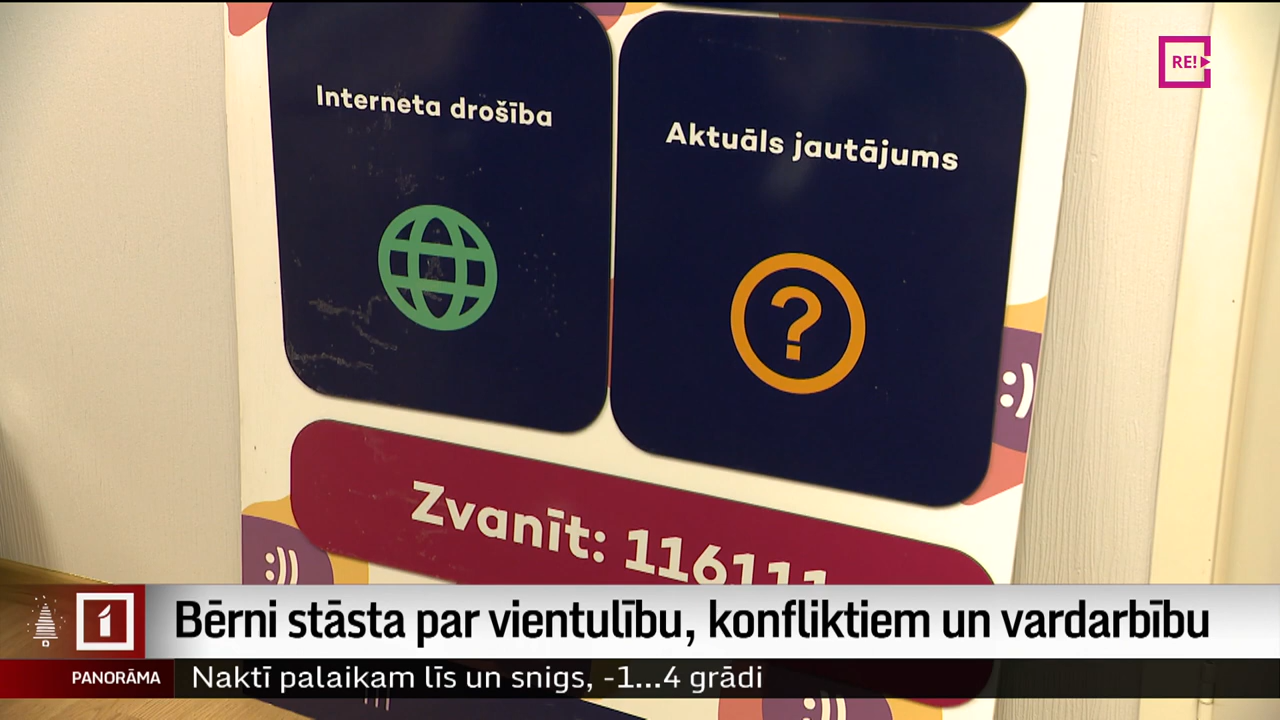 RE!
Interneta drošība
Aktuāls jautājums
:)
Zvanīt: 116111
:))
1
Bērni stāsta par vientulību, konfliktiem un vardarbību
PANORĀMA
Naktī palaikam līs un snigs, -1...4 grādi
:))